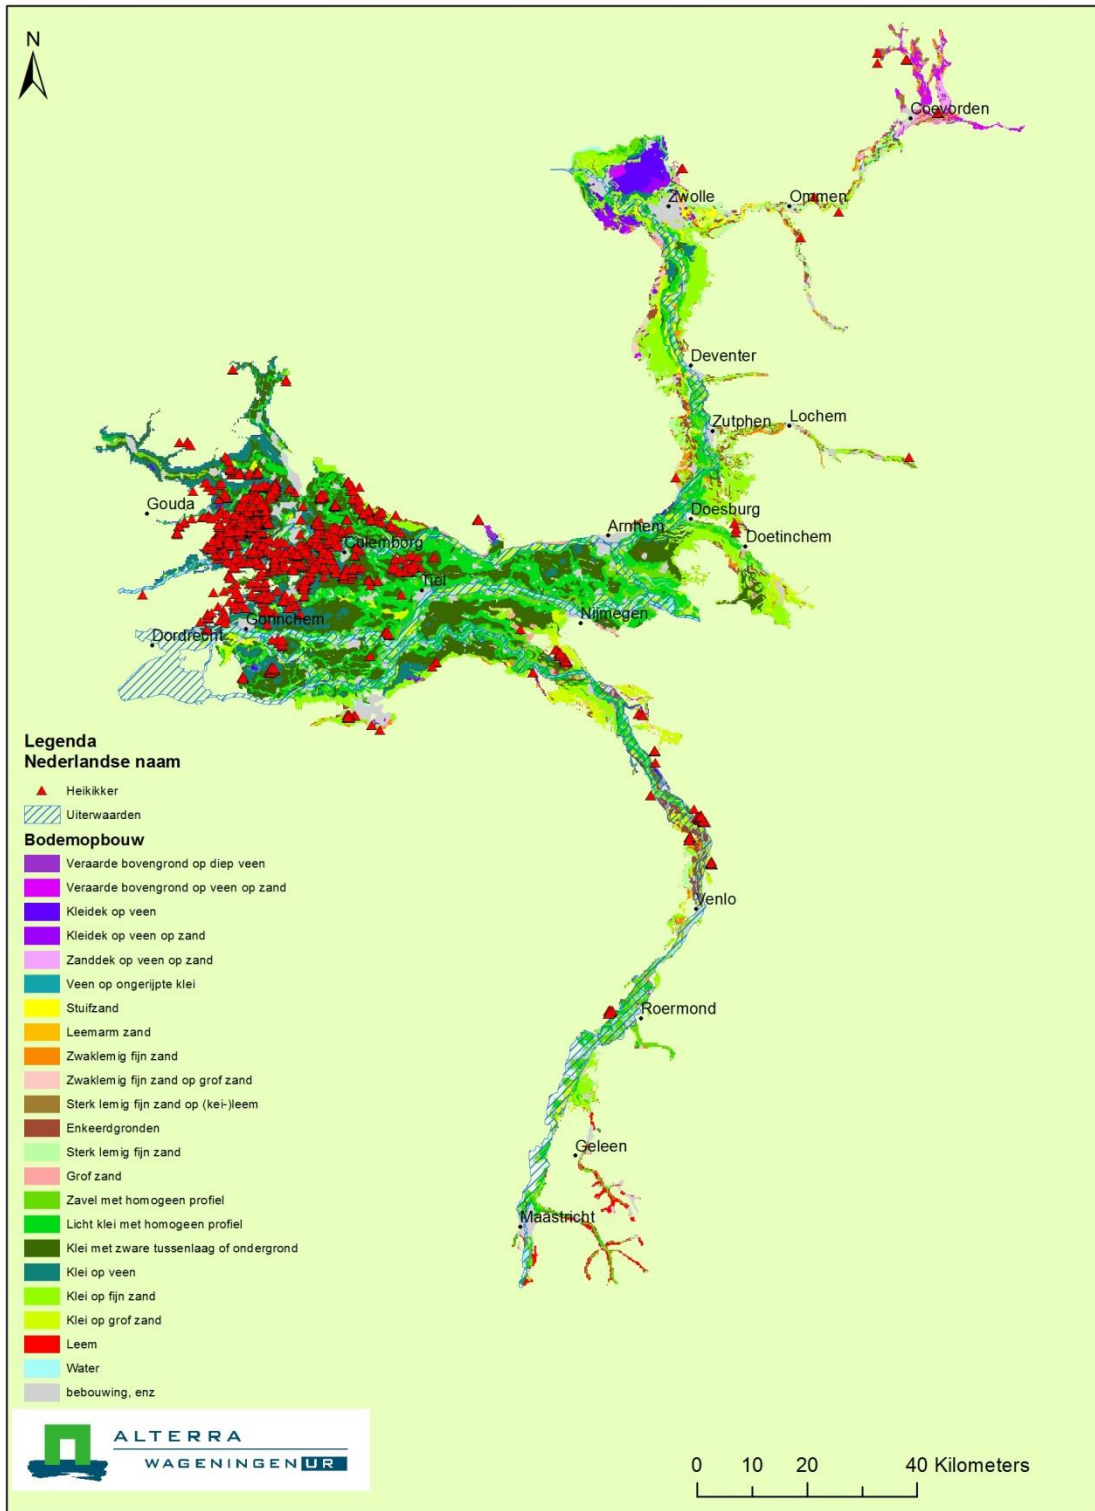 N
Coevorden
Zwolle
Ommen
Deventer
Zutphen
Lochem
Gouda
Culemborg
Arnhem
Doesburg
Doetinchem
Tiel
Nijmegen
Gorinchem
Dordrecht
Venlo
Roermond
Geleen
Maastricht
Legenda
Nederlandse naam
Heikikker
Uiterwaarden
Bodemopbouw
Veraarde bovengrond op diep veen
Veraarde bovengrond op veen op zand
Kleidek op veen
Kleidek op veen op zand
Zanddek op veen op zand
Veen op ongerijpte klei
Stuifzand
Leemarm zand
Zwaklemig fijn zand
Zwaklemig fijn zand op grof zand
Sterk lemig fijn zand op (kei-)leem
Enkeerdgronden
Sterk lemig fijn zand
Grof zand
Zavel met homogeen profiel
Licht klei met homogeen profiel
Klei met zware tussenlaag of ondergrond
Klei op veen
Klei op fijn zand
Klei op grof zand
Leem
Water
bebouwing, enz
ALTERRA
WAGENINGEN UR
0 10 20 40 Kilometers